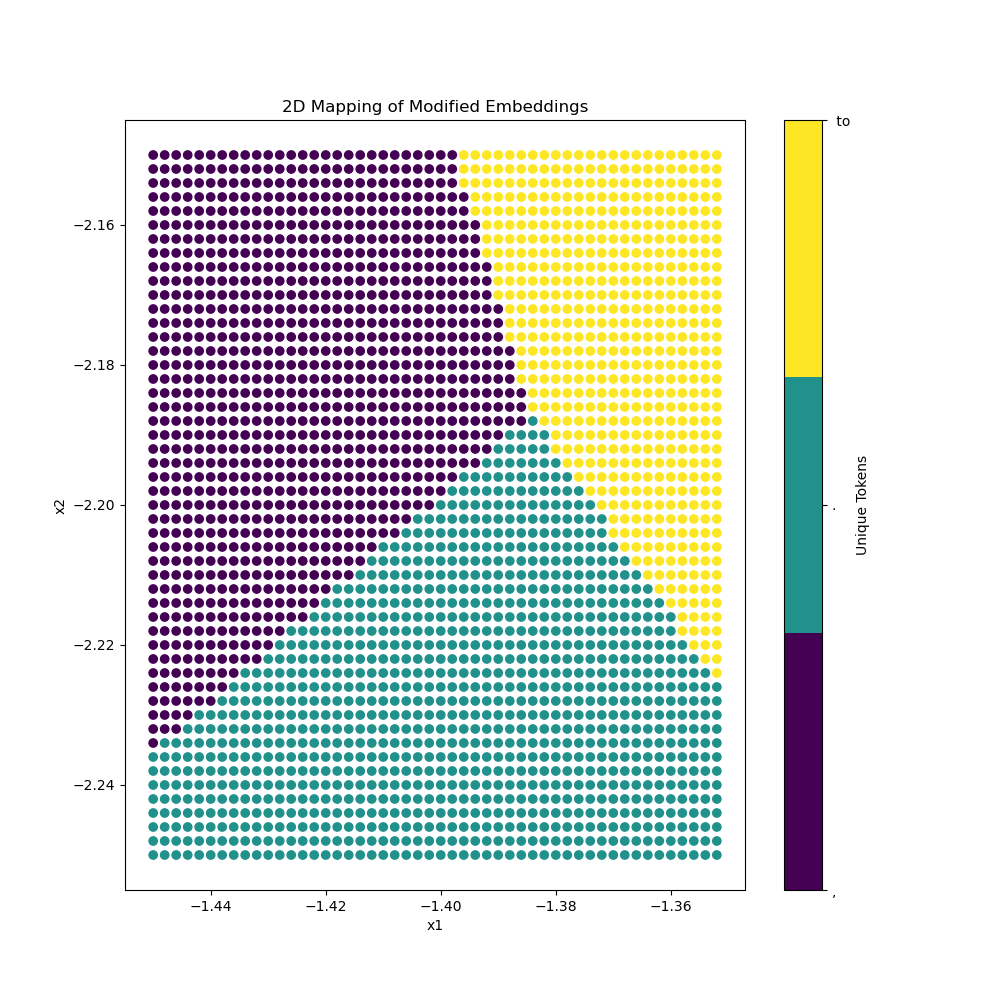 2D Mapping of Modified Embeddings
to
−2.16
−2.18
−2.20
−2.22
−2.24
x2
.
Unique Tokens
,
−1.44
−1.42
−1.40
−1.38
−1.36
x1